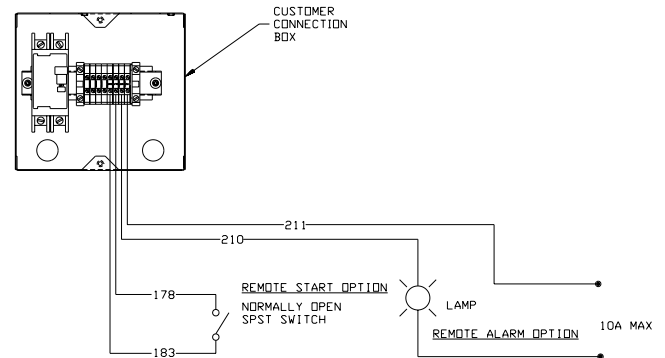 CUSTOMER
CONNECTION
BOX
211
210
178
REMOTE START OPTION
NORMALLY OPEN
SPST SWITCH
LAMP
10A MAX
REMOTE ALARM OPTION
183